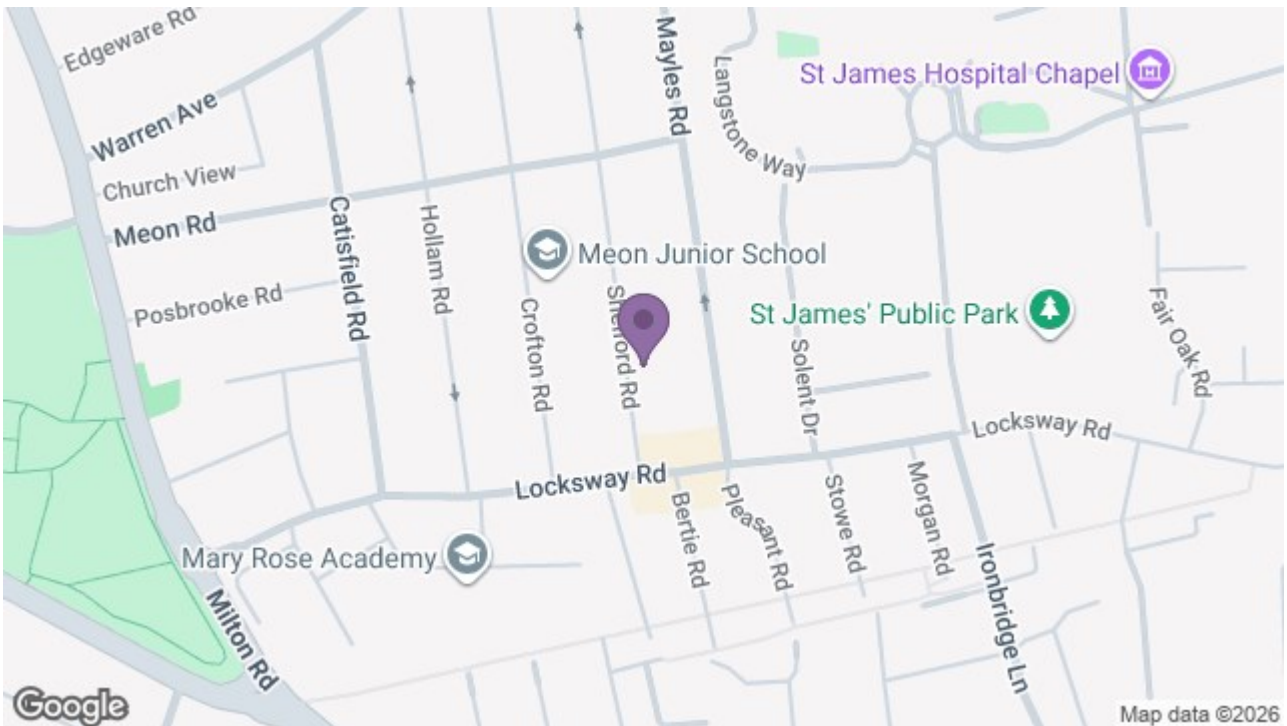 Edgeware Rd
Warren Ave
Church View
Meon Rd
Posbrooke Rd
Catisfield Rd
Hollam Rd
Crofton Rd
Shelford Rd
Mayles Rd
Langstone Way
St James Hospital Chapel
Meon Junior School
St James' Public Park
Solent Dr
Fair Oak Rd
Locksway Rd
Locksway Rd
Mary Rose Academy
Bertie Rd
Pleasant Rd
Stowe Rd
Morgan Rd
Ironbridge Ln
Milton Rd
Google
Map data ©2026